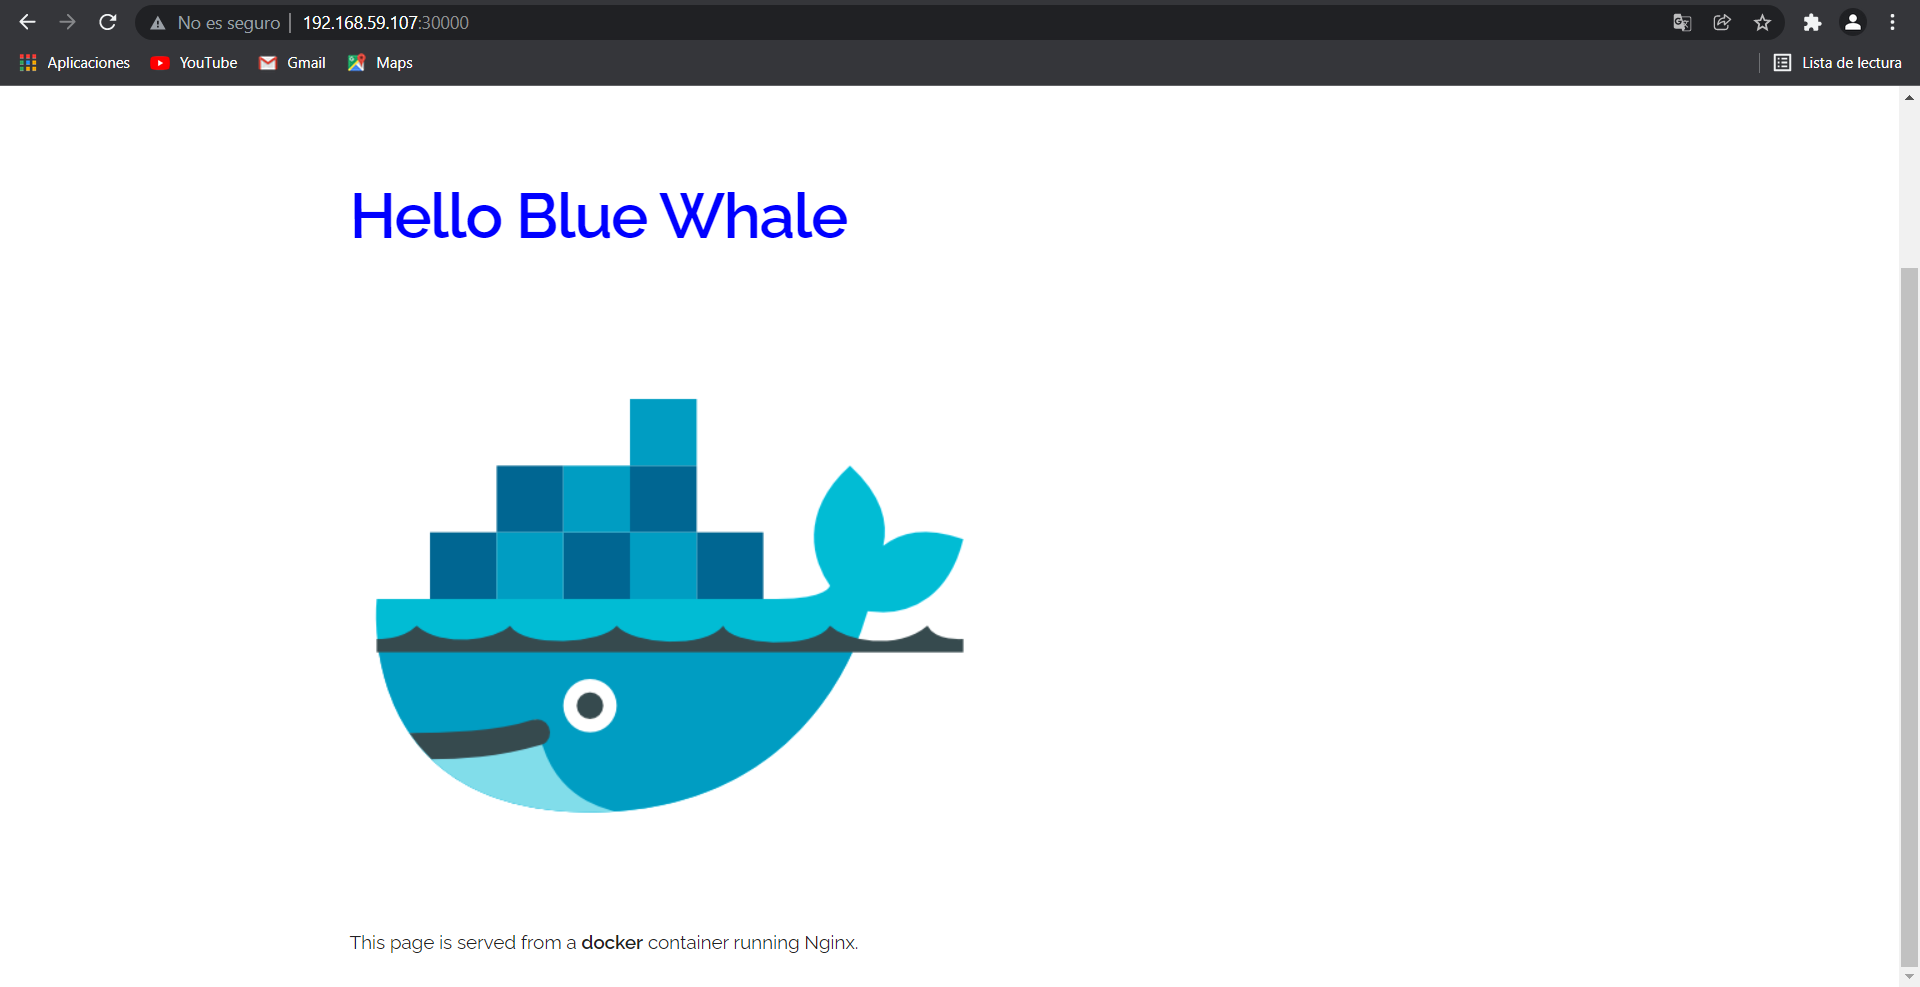 No es seguro | 192.168.59.107:30000
Aplicaciones YouTube Gmail Maps Lista de lectura
Hello Blue Whale
This page is served from a docker container running Nginx.